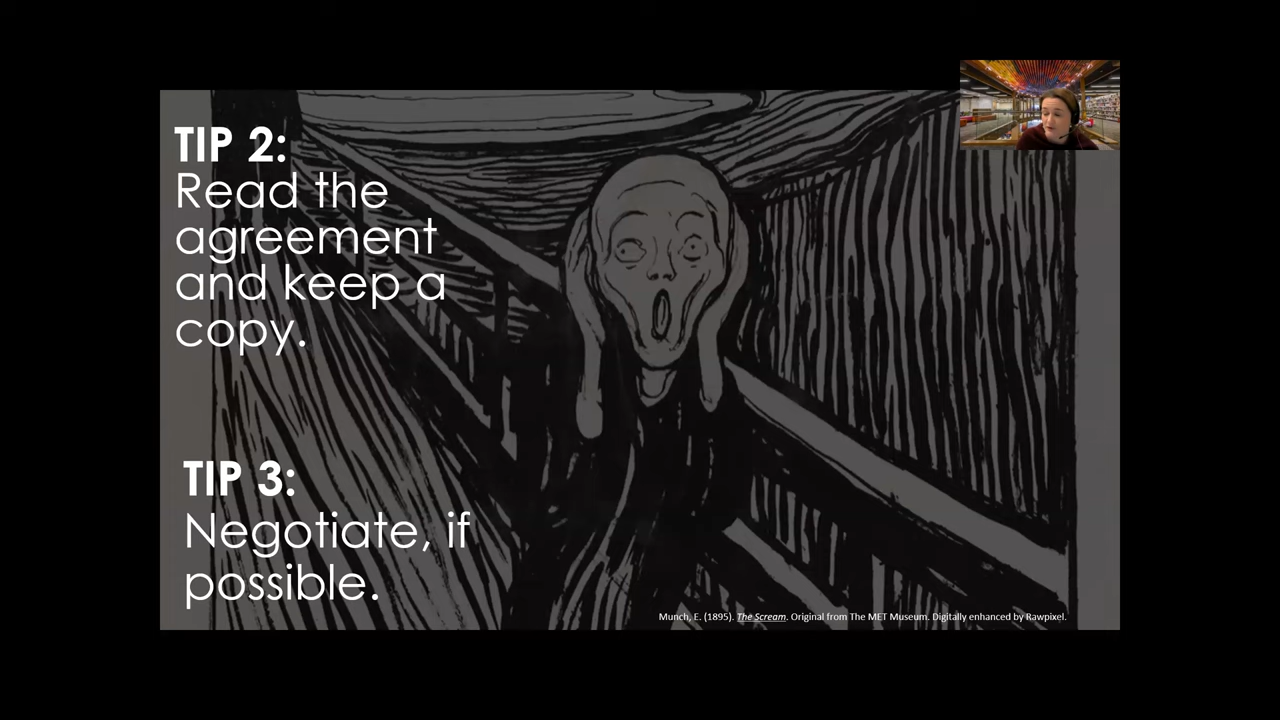 TIP 2:
Read the
agreement
and keep a
copy.
TIP 3:
Negotiate, if
possible.
Munch, E. (1895). The Scream. Original from The MET Museum. Digitally enhanced by Rawpixel.